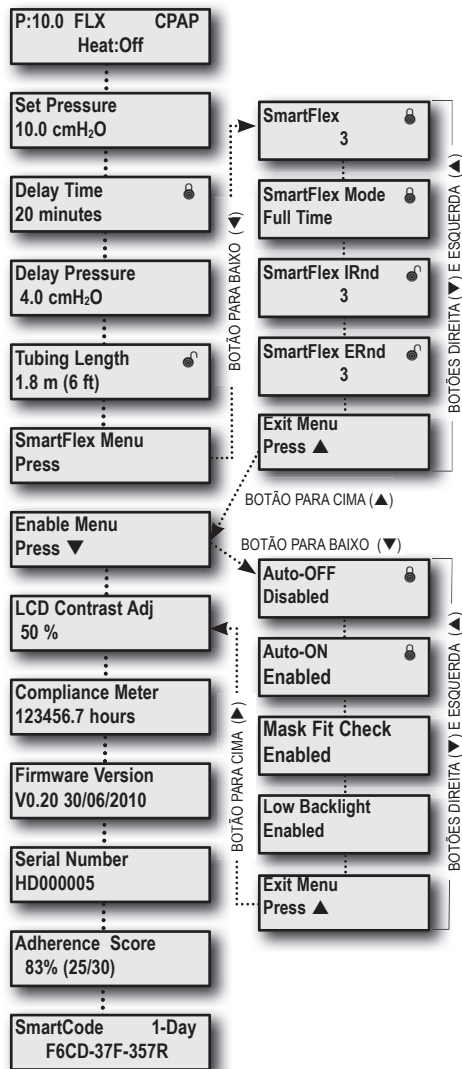 P:10.0 FLX CPAP
Heat:Off
Set Pressure
10.0 cmH₂O
Delay Time
20 minutes
Delay Pressure
4.0 cmH₂O
Tubing Length
1.8 m (6 ft)
SmartFlex Menu
Press
BOTÃO PARA BAIXO (▼)
SmartFlex
3
SmartFlex Mode
Full Time
SmartFlex IRnd
3
SmartFlex ERnd
3
Exit Menu
Press ▲
BOTÕES DIREITA (▼) E ESQUERDA (▲)
BOTÃO PARA CIMA (▲)
Enable Menu
Press ▼
BOTÃO PARA BAIXO (▼)
Auto-OFF
Disabled
Auto-ON
Enabled
Mask Fit Check
Enabled
Low Backlight
Enabled
Exit Menu
Press ▲
BOTÕES DIREITA (▼) E ESQUERDA (▲)
BOTÃO PARA CIMA (▲)
LCD Contrast Adj
50 %
Compliance Meter
123456.7 hours
Firmware Version
V0.20 30/06/2010
Serial Number
HD000005
Adherence Score
83% (25/30)
SmartCode 1-Day
F6CD-37F-357R